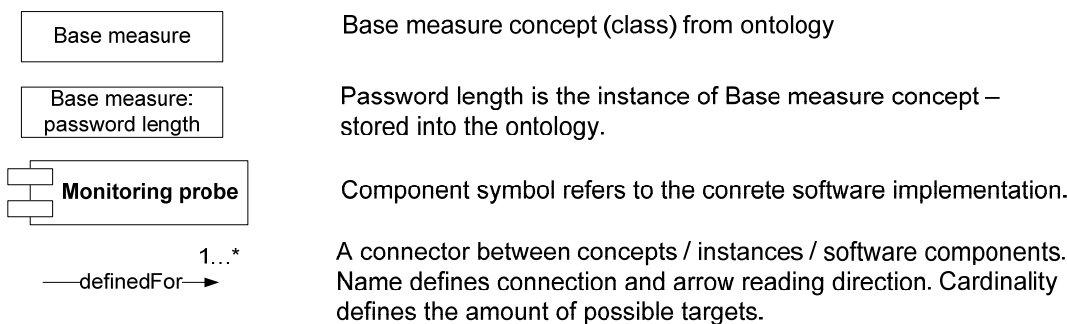 Base measure
Base measure concept (class) from ontology
Base measure:
password length
Password length is the instance of Base measure concept –
stored into the ontology.
Monitoring probe
Component symbol refers to the conrete software implementation.
1...*
definedFor
A connector between concepts / instances / software components.
Name defines connection and arrow reading direction. Cardinality
defines the amount of possible targets.